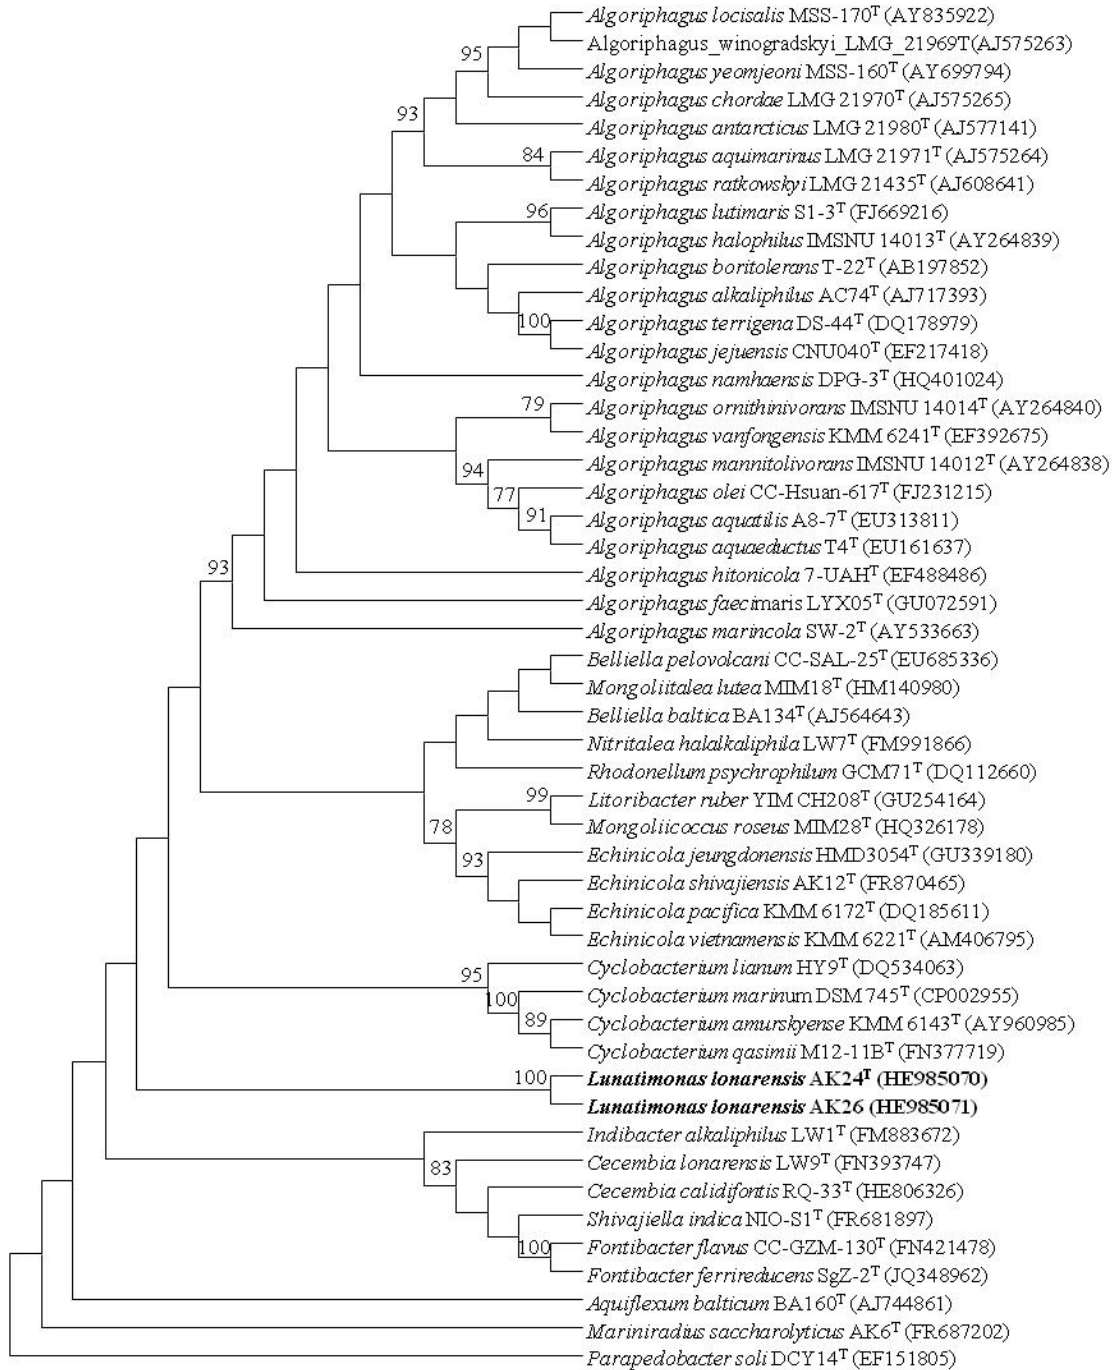 Algoriphagus locisalis MSS-170ᵀ (AY835922)
Algoriphagus_winogradskyi_LMG_21969T(AJ575263)
95
Algoriphagus yeomjeoni MSS-160ᵀ (AY699794)
Algoriphagus chordae LMG 21970ᵀ (AJ575265)
93
Algoriphagus antarcticus LMG 21980ᵀ (AJ577141)
84
Algoriphagus aquimarinus LMG 21971ᵀ (AJ575264)
Algoriphagus ratkowskyi LMG 21435ᵀ (AJ608641)
96
Algoriphagus lutimaris S1-3ᵀ (FJ669216)
Algoriphagus halophilus IMSNU 14013ᵀ (AY264839)
Algoriphagus boritolerans T-22ᵀ (AB197852)
Algoriphagus alkaliphilus AC74ᵀ (AJ717393)
100
Algoriphagus terrigena DS-44ᵀ (DQ178979)
Algoriphagus jejuensis CNU040ᵀ (EF217418)
Algoriphagus namhaensis DPG-3ᵀ (HQ401024)
79
Algoriphagus ornithinivorans IMSNU 14014ᵀ (AY264840)
Algoriphagus vanfongensis KMM 6241ᵀ (EF392675)
94
Algoriphagus mannitolivorans IMSNU 14012ᵀ (AY264838)
77
Algoriphagus olei CC-Hsuan-617ᵀ (FJ231215)
91
Algoriphagus aquatilis A8-7ᵀ (EU313811)
Algoriphagus aquaeductus T4ᵀ (EU161637)
93
Algoriphagus hitonicola 7-UAHᵀ (EF488486)
Algoriphagus faecimaris LYX05ᵀ (GU072591)
Algoriphagus marincola SW-2ᵀ (AY533663)
Belliella pelovolcani CC-SAL-25ᵀ (EU685336)
Mongoliitalea lutea MIM18ᵀ (HM140980)
Belliella baltica BA134ᵀ (AJ564643)
Nitritalea halalkaliphila LW7ᵀ (FM991866)
Rhodonellum psychrophilum GCM71ᵀ (DQ112660)
99
Litoribacter ruber YIM CH208ᵀ (GU254164)
78
Mongoliicoccus roseus MIM28ᵀ (HQ326178)
93
Echinicola jeungdonensis HMD3054ᵀ (GU339180)
Echinicola shivajiensis AK12ᵀ (FR870465)
Echinicola pacifica KMM 6172ᵀ (DQ185611)
Echinicola vietnamensis KMM 6221ᵀ (AM406795)
95
Cyclobacterium lianum HY9ᵀ (DQ534063)
100
Cyclobacterium marinum DSM 745ᵀ (CP002955)
89
Cyclobacterium amurskyense KMM 6143ᵀ (AY960985)
Cyclobacterium qasimii M12-11Bᵀ (FN377719)
100
Lunatimonas lonarensis AK24ᵀ (HE985070)
Lunatimonas lonarensis AK26 (HE985071)
Indibacter alkaliphilus LW1ᵀ (FM883672)
83
Cecembia lonarensis LW9ᵀ (FN393747)
Cecembia calidifontis RQ-33ᵀ (HE806326)
Shivajiella indica NIO-S1ᵀ (FR681897)
100
Fontibacter flavus CC-GZM-130ᵀ (FN421478)
Fontibacter ferrireducens SgZ-2ᵀ (JQ348962)
Aquiflexum balticum BA160ᵀ (AJ744861)
Mariniradius saccharolyticus AK6ᵀ (FR687202)
Parapedobacter soli DCY14ᵀ (EF151805)